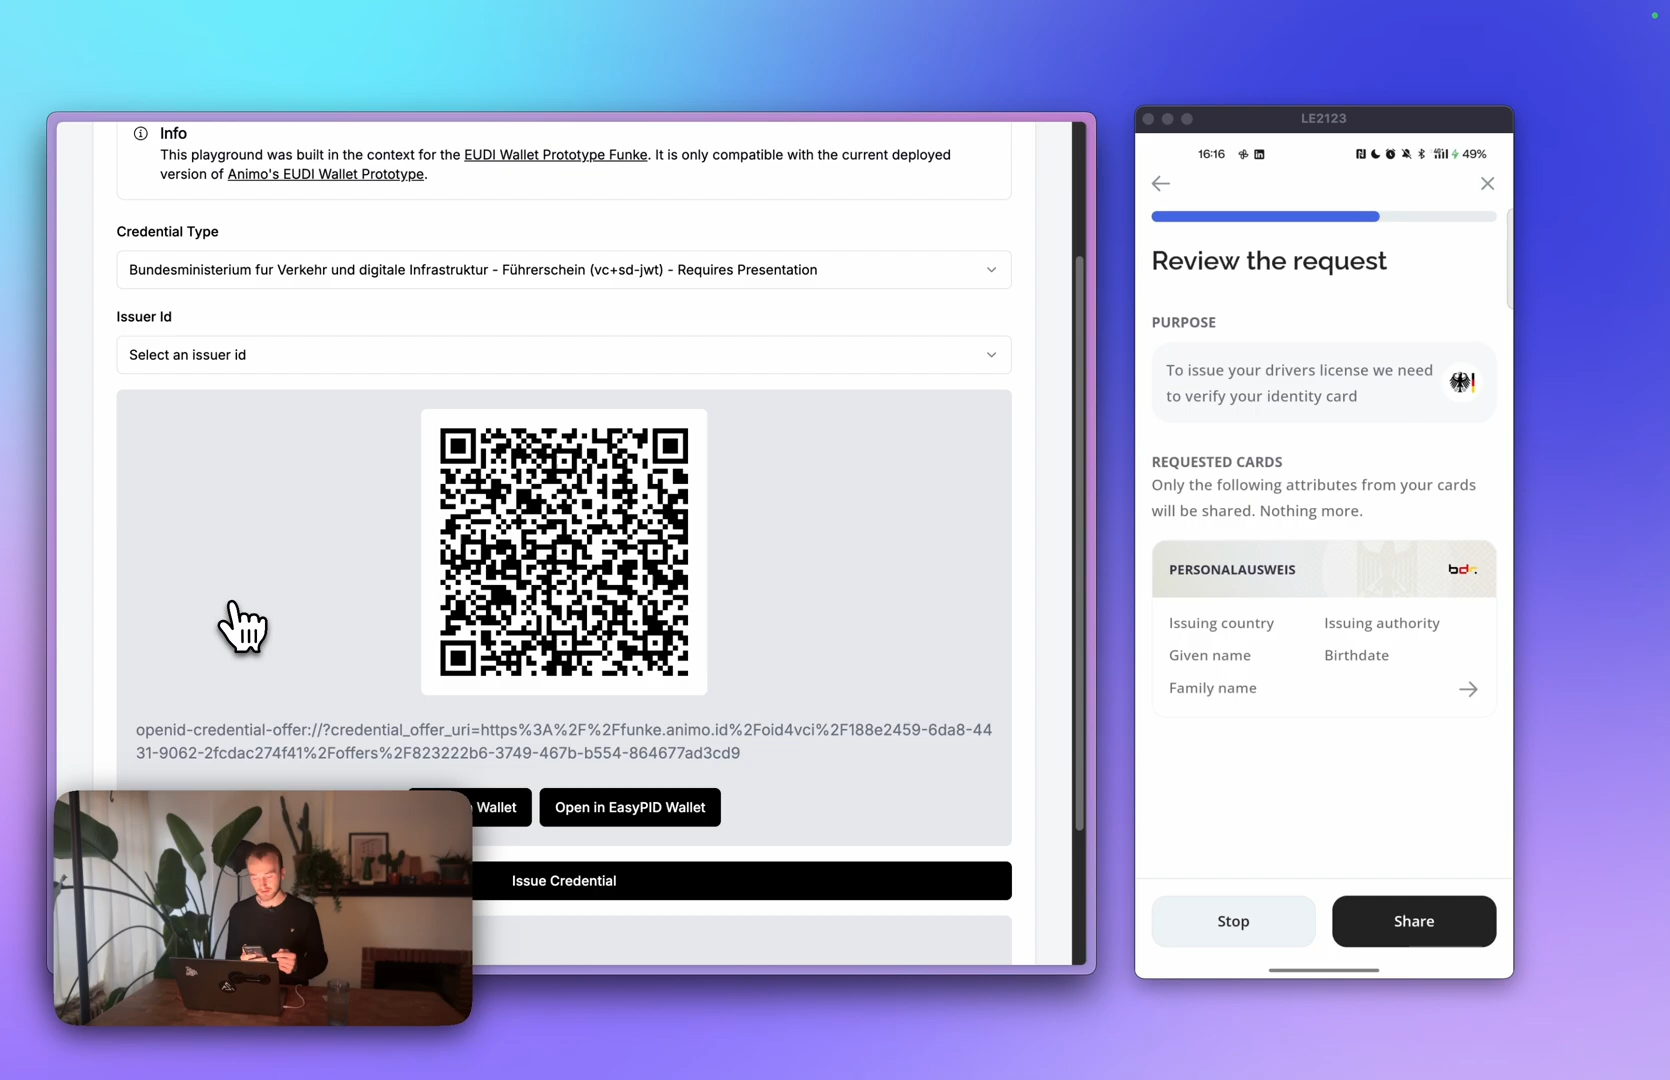 Info
This playground was built in the context for the EUDI Wallet Prototype Funke. It is only compatible with the current deployed
version of Animo's EUDI Wallet Prototype.
Credential Type
Bundesministerium fur Verkehr und digitale Infrastruktur - Führerschein (vc+sd-jwt) - Requires Presentation
Issuer Id
Select an issuer id
openid-credential-offer://?credential_offer_uri=https%3A%2F%2Ffunke.animo.id%2Foid4vci%2F188e2459-6da8-44
31-9062-2fcdac274f41%2Foffers%2F823222b6-3749-467b-b554-864677ad3cd9
Wallet
Open in EasyPID Wallet
Issue Credential
LE2123
16:16
49%
Review the request
PURPOSE
To issue your drivers license we need
to verify your identity card
REQUESTED CARDS
Only the following attributes from your cards
will be shared. Nothing more.
PERSONALAUSWEIS
bdr.
Issuing country
Issuing authority
Given name
Birthdate
Family name
Stop
Share